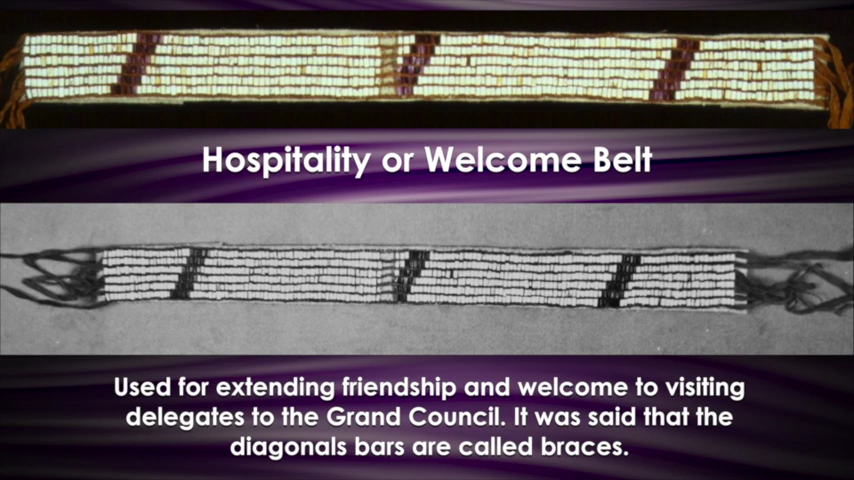 Hospitality or Welcome Belt
Used for extending friendship and welcome to visiting
delegates to the Grand Council. It was said that the
diagonals bars are called braces.